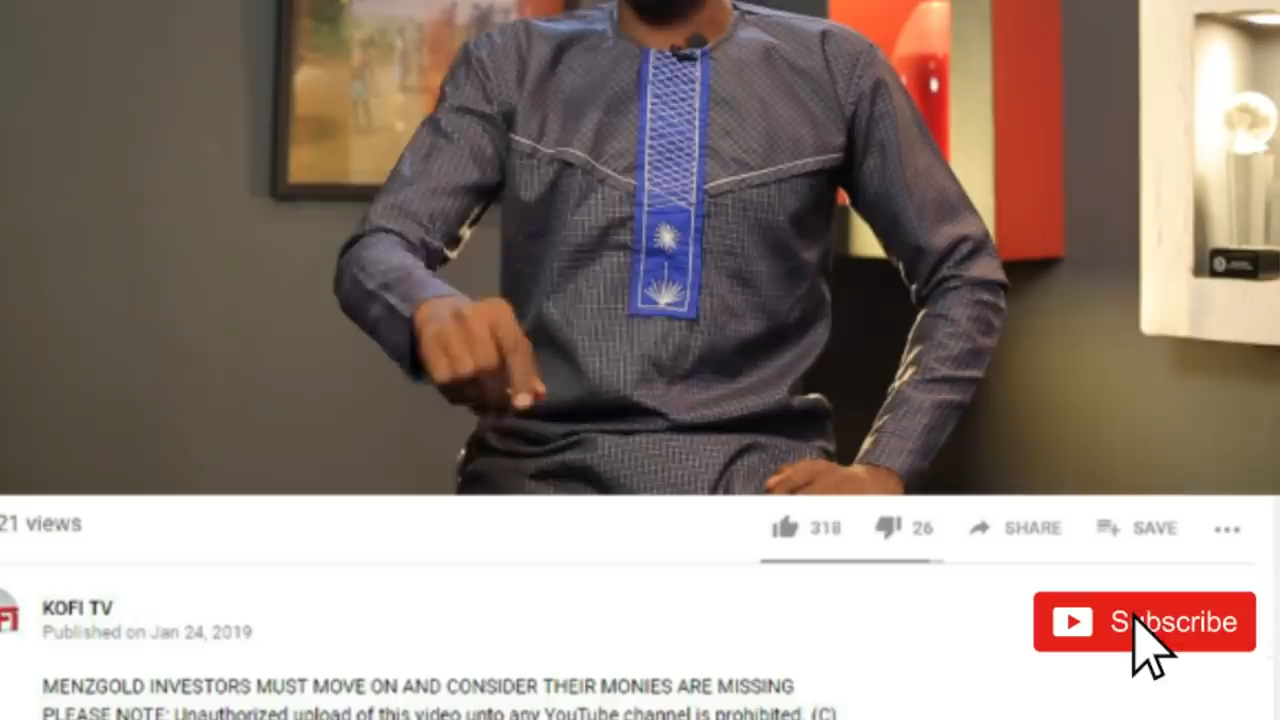 21 views
318
26
SHARE
SAVE
KOFI TV
Published on Jan 24, 2019
Subscribe
MENZGOLD INVESTORS MUST MOVE ON AND CONSIDER THEIR MONIES ARE MISSING
PLEASE NOTE: Unauthorized upload of this video unto any YouTube channel is prohibited. (C)